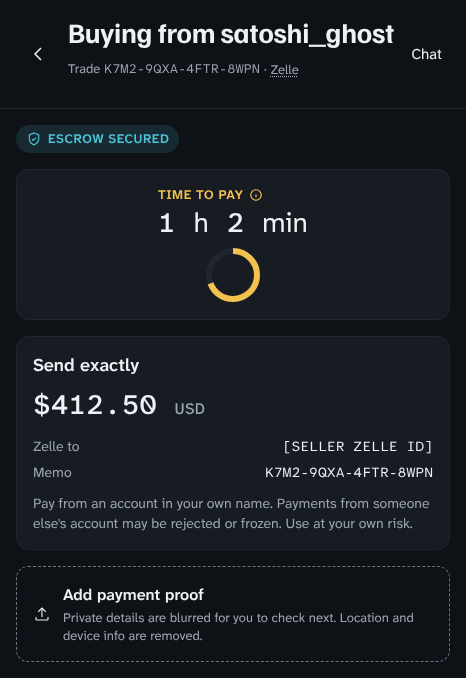 Buying from satoshi_ghost
Trade K7M2-9QXA-4FTR-8WPN · Zelle
Chat
ESCROW SECURED
TIME TO PAY
1 h 2 min
Send exactly
$412.50 USD
Zelle to [SELLER ZELLE ID]
Memo K7M2-9QXA-4FTR-8WPN
Pay from an account in your own name. Payments from someone
else's account may be rejected or frozen. Use at your own risk.
Add payment proof
Private details are blurred for you to check next. Location and
device info are removed.